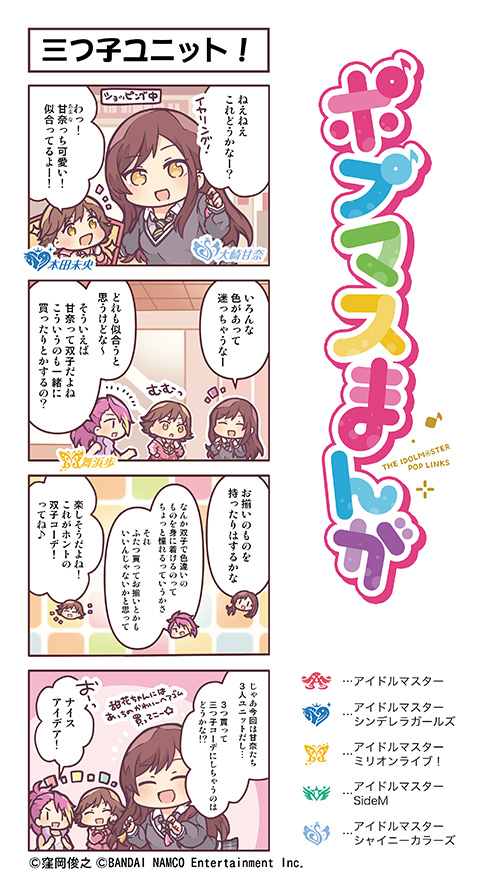 三つ子ユニット！
ショッピング中
ねえねえ
これどうかなー？
イヤリング！
わっ！
甘奈っち可愛い！
似合ってるよー！
本田未央
大崎甘奈
いろんな
色があって
迷っちゃうなー
どれも似合うと
思うけどな～
そういえば
甘奈って双子だよね
こういうのも一緒に
買ったりとかするの？
むむっ
舞浜歩
お揃いのものを
持ったりはするかな
なんか双子で色違いの
ものを身に着けるのって
ちょっと憧れるっていうかさ
それ
ふたつ買ってお揃いとかも
いいんじゃないかと思って
楽しそうだよね！
これがホントの
双子コーデ！
ってね♪
じゃあ今回は甘奈たち
3人ユニットだし…
3つ買って
三つ子コーデにしちゃうのは
どうかな!?
甜花ちゃんには
あっちのかわいーヘアゴム
買ってこー☆
おーっ
ナイス
アイデア！
ポプマスまんが
THE IDOLM@STER
POP LINKS
…アイドルマスター
…アイドルマスター
シンデレラガールズ
…アイドルマスター
ミリオンライブ！
…アイドルマスター
SideM
…アイドルマスター
シャイニーカラーズ
©窪岡俊之 ©BANDAI NAMCO Entertainment Inc.